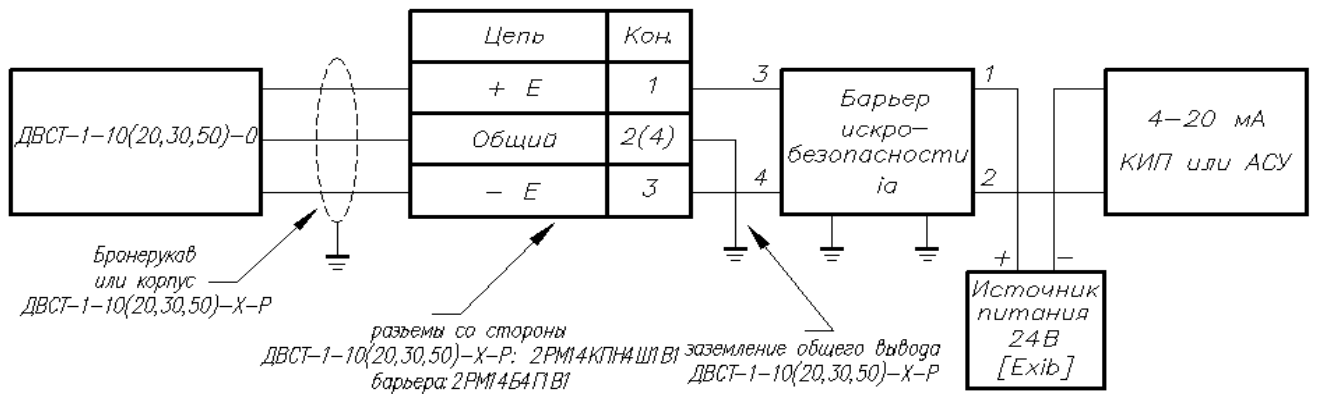 ДВСТ-1-10(20,30,50)-0
Цепь Кон.
+ Е 1
Общий 2(4)
- Е 3
3
4
Барьер
искро-
безопасности
ia
1
2
4-20 мА
КИП или АСУ
+ -
Источник
питания
24В
[Exib]
Бронерукав
или корпус
ДВСТ-1-10(20,30,50)-Х-Р
разъемы со стороны
ДВСТ-1-10(20,30,50)-Х-Р: 2РМ14КПН4Ш1В1
барьера: 2РМ14Б4Г1В1
заземление общего вывода
ДВСТ-1-10(20,30,50)-Х-Р